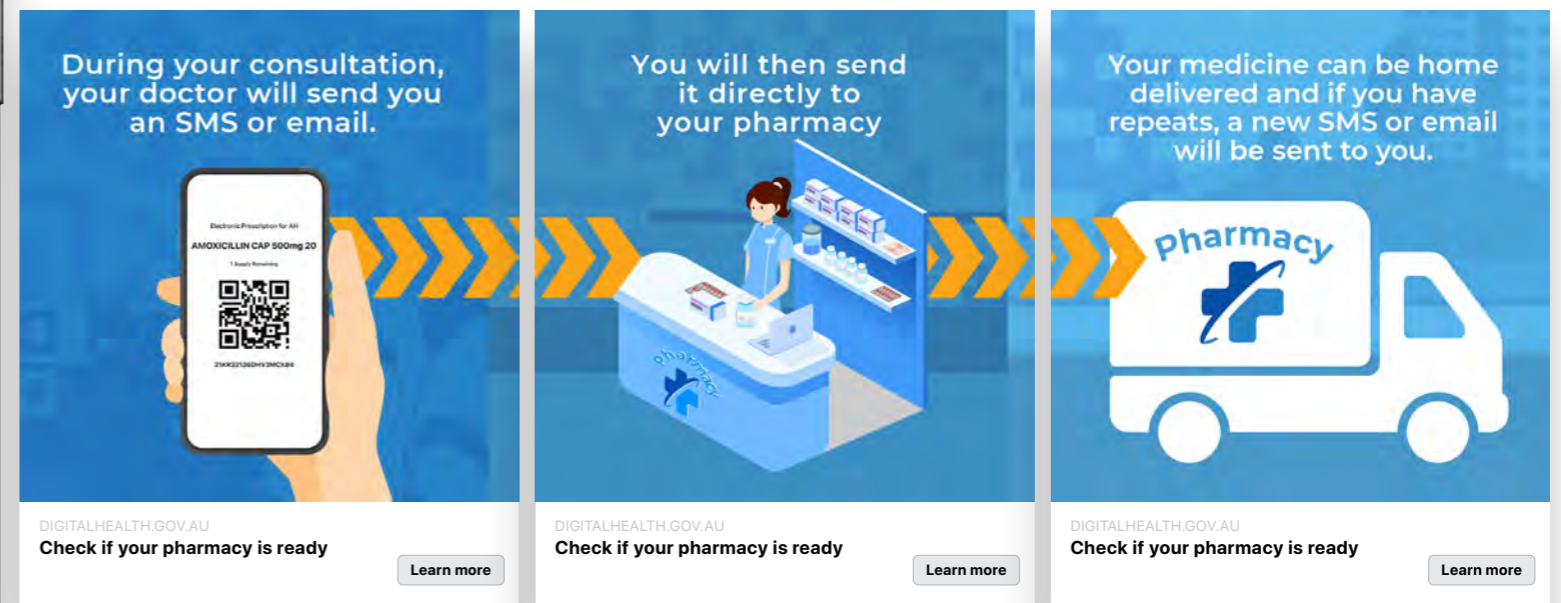 During your consultation,
your doctor will send you
an SMS or email.
Electronic Prescription for AH
AMOXICILLIN CAP 500mg 20
1 Supply Remaining
DIGITALHEALTH.GOV.AU
Check if your pharmacy is ready
Learn more
You will then send
it directly to
your pharmacy
pharmacy
DIGITALHEALTH.GOV.AU
Check if your pharmacy is ready
Learn more
Your medicine can be home
delivered and if you have
repeats, a new SMS or email
will be sent to you.
pharmacy
DIGITALHEALTH.GOV.AU
Check if your pharmacy is ready
Learn more